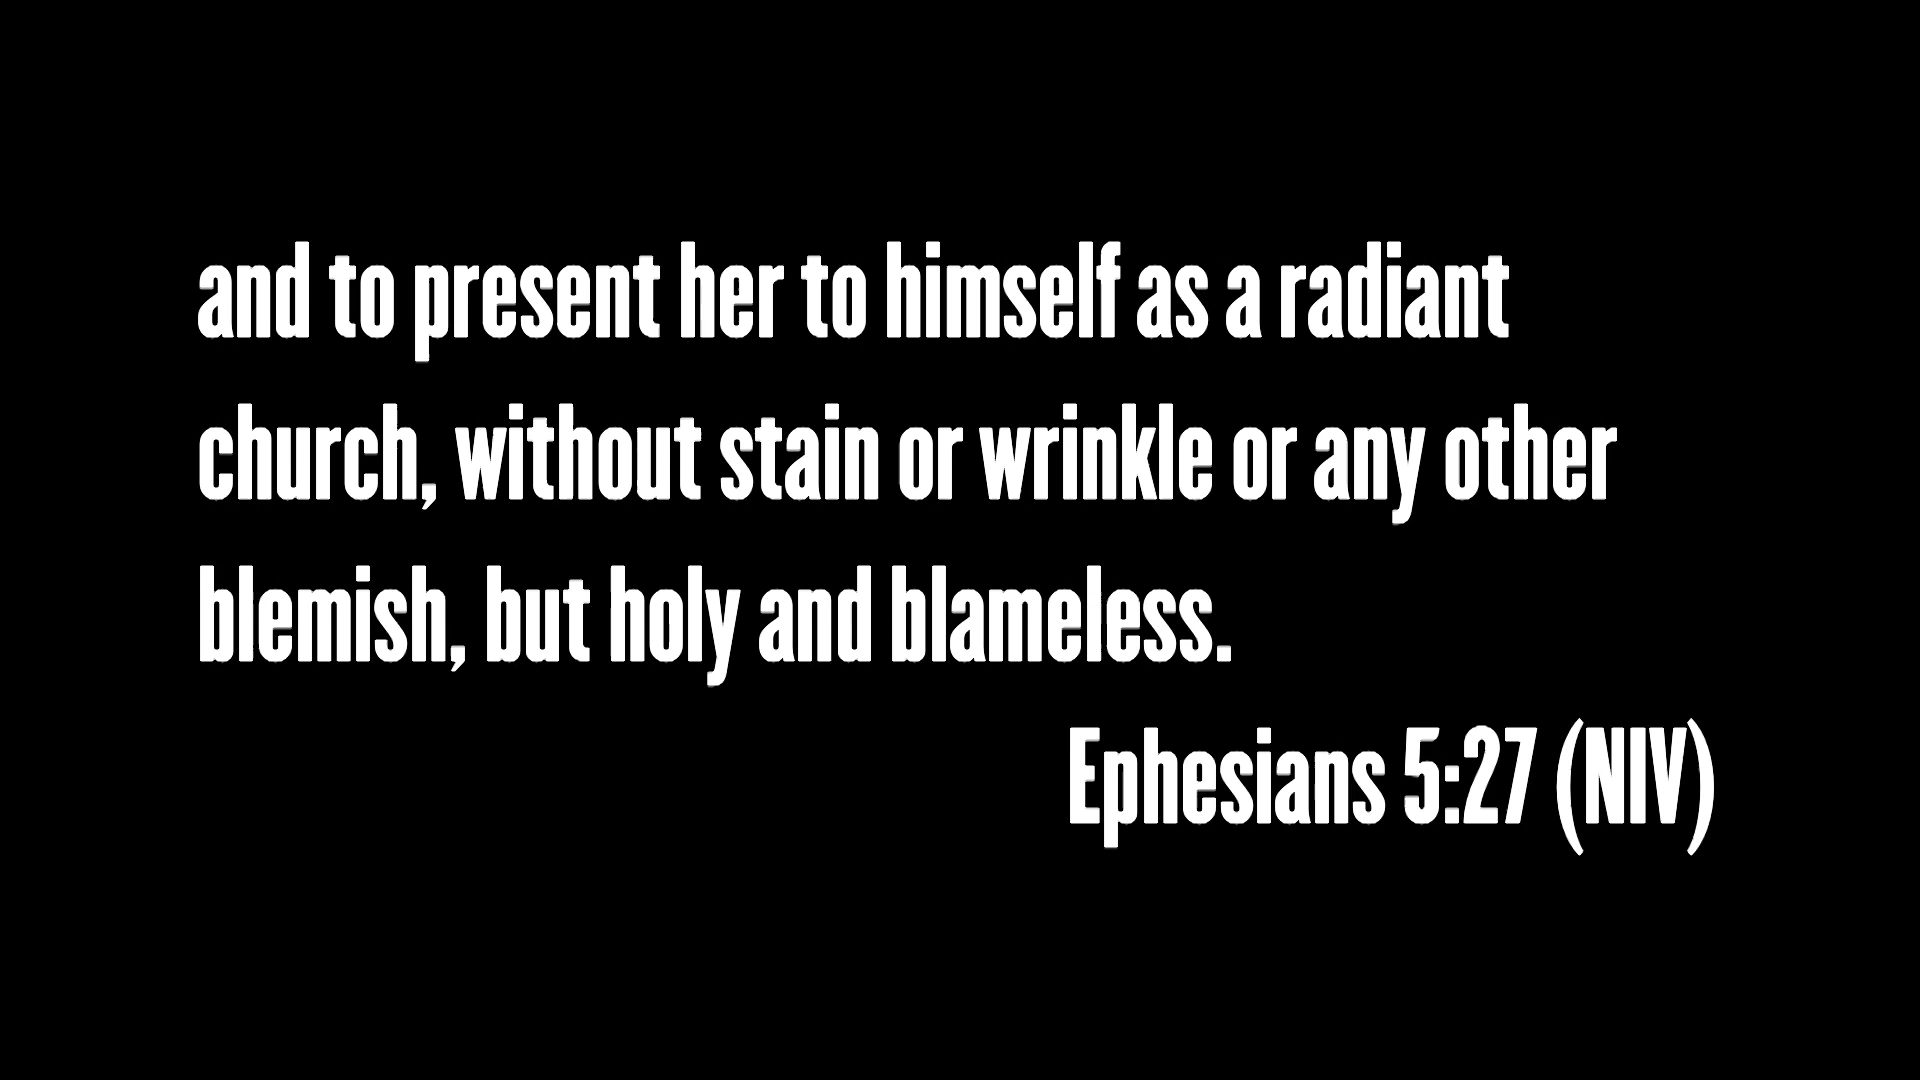 and to present her to himself as a radiant
church, without stain or wrinkle or any other
blemish, but holy and blameless.
Ephesians 5:27 (NIV)